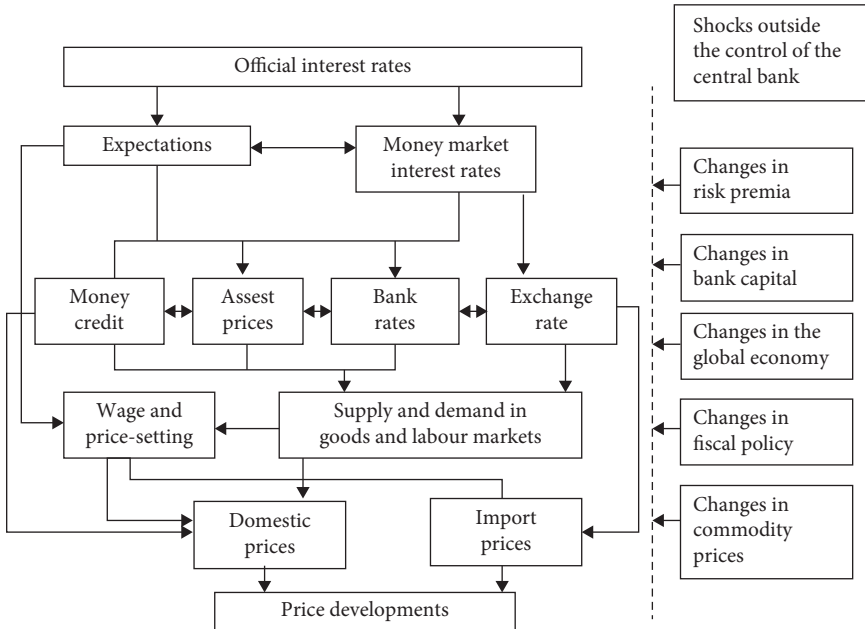 Shocks outside
the control of the
central bank
Official interest rates
Expectations
Money market
interest rates
Changes in
risk premia
Changes in
bank capital
Money
credit
Assest
prices
Bank
rates
Exchange
rate
Changes in the
global economy
Wage and
price-setting
Supply and demand in
goods and labour markets
Changes in
fiscal policy
Domestic
prices
Import
prices
Changes in
commodity
prices
Price developments